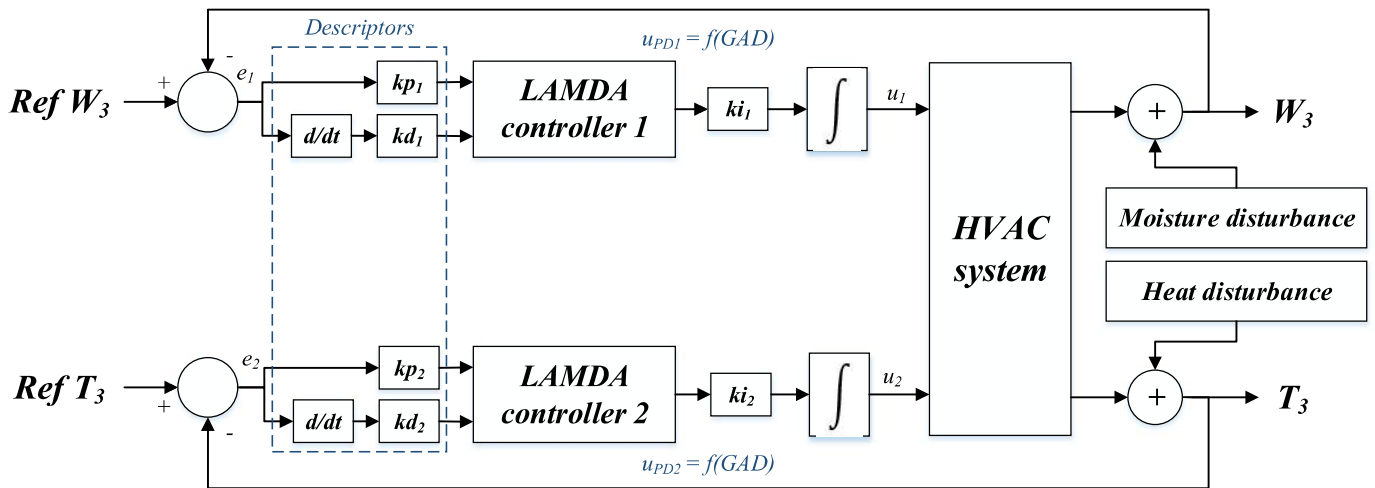 Descriptors
u_PD1 = f(GAD)
-
+
e₁
Ref W₃
kp₁
d/dt
kd₁
LAMDA
controller 1
ki₁
∫
u₁
HVAC
system
+
W₃
Moisture disturbance
Heat disturbance
Ref T₃
+
-
e₂
kp₂
d/dt
kd₂
LAMDA
controller 2
ki₂
∫
u₂
+
T₃
u_PD2 = f(GAD)